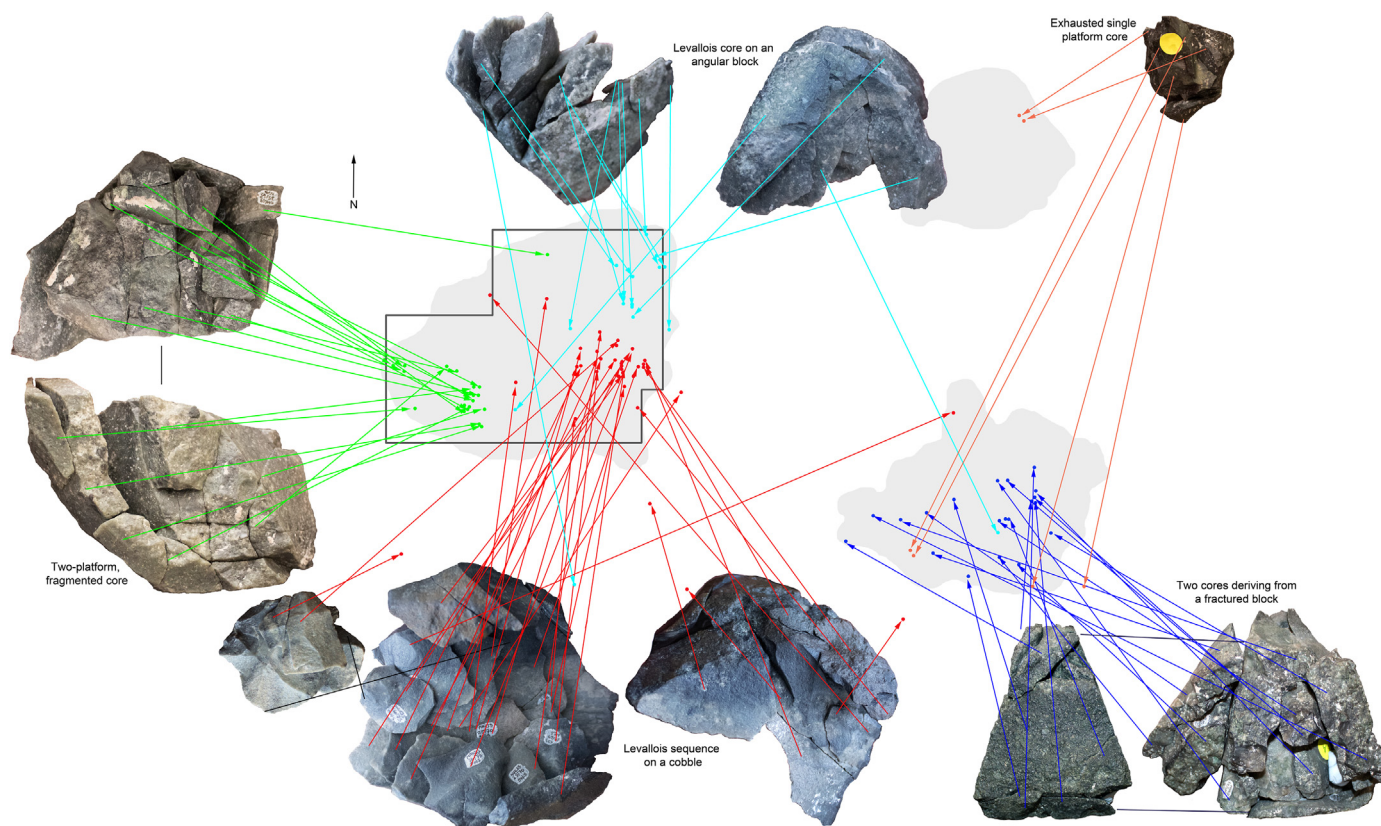 Levallois core on an
angular block
Exhausted single
platform core
N
Two-platform,
fragmented core
Two cores deriving from
a fractured block
Levallois sequence
on a cobble